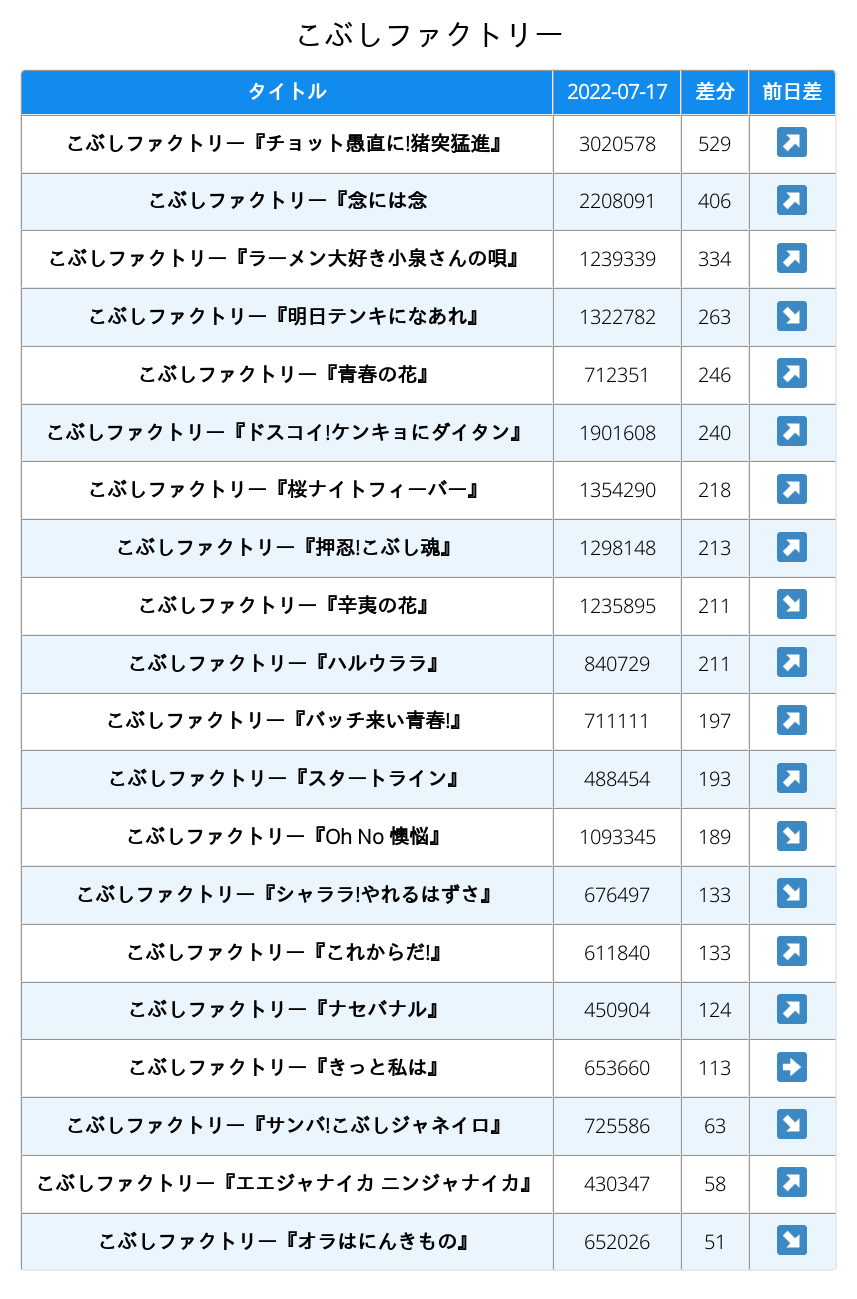 こぶしファクトリー
タイトル 2022-07-17 差分 前日差
こぶしファクトリー『チョット愚直に!猪突猛進』 3020578 529 ↗
こぶしファクトリー『念には念 2208091 406 ↗
こぶしファクトリー『ラーメン大好き小泉さんの唄』 1239339 334 ↗
こぶしファクトリー『明日テンキになあれ』 1322782 263 ↘
こぶしファクトリー『青春の花』 712351 246 ↗
こぶしファクトリー『ドスコイ!ケンキョにダイタン』 1901608 240 ↗
こぶしファクトリー『桜ナイトフィーバー』 1354290 218 ↗
こぶしファクトリー『押忍!こぶし魂』 1298148 213 ↗
こぶしファクトリー『辛夷の花』 1235895 211 ↘
こぶしファクトリー『ハルウララ』 840729 211 ↗
こぶしファクトリー『バッチ来い青春!』 711111 197 ↗
こぶしファクトリー『スタートライン』 488454 193 ↗
こぶしファクトリー『Oh No 懊悩』 1093345 189 ↘
こぶしファクトリー『シャララ!やれるはずさ』 676497 133 ↘
こぶしファクトリー『これからだ!』 611840 133 ↗
こぶしファクトリー『ナセバナル』 450904 124 ↗
こぶしファクトリー『きっと私は』 653660 113 ➡
こぶしファクトリー『サンバ!こぶしジャネイロ』 725586 63 ↘
こぶしファクトリー『エエジャナイカ ニンジャナイカ』 430347 58 ↗
こぶしファクトリー『オラはにんきもの』 652026 51 ↘